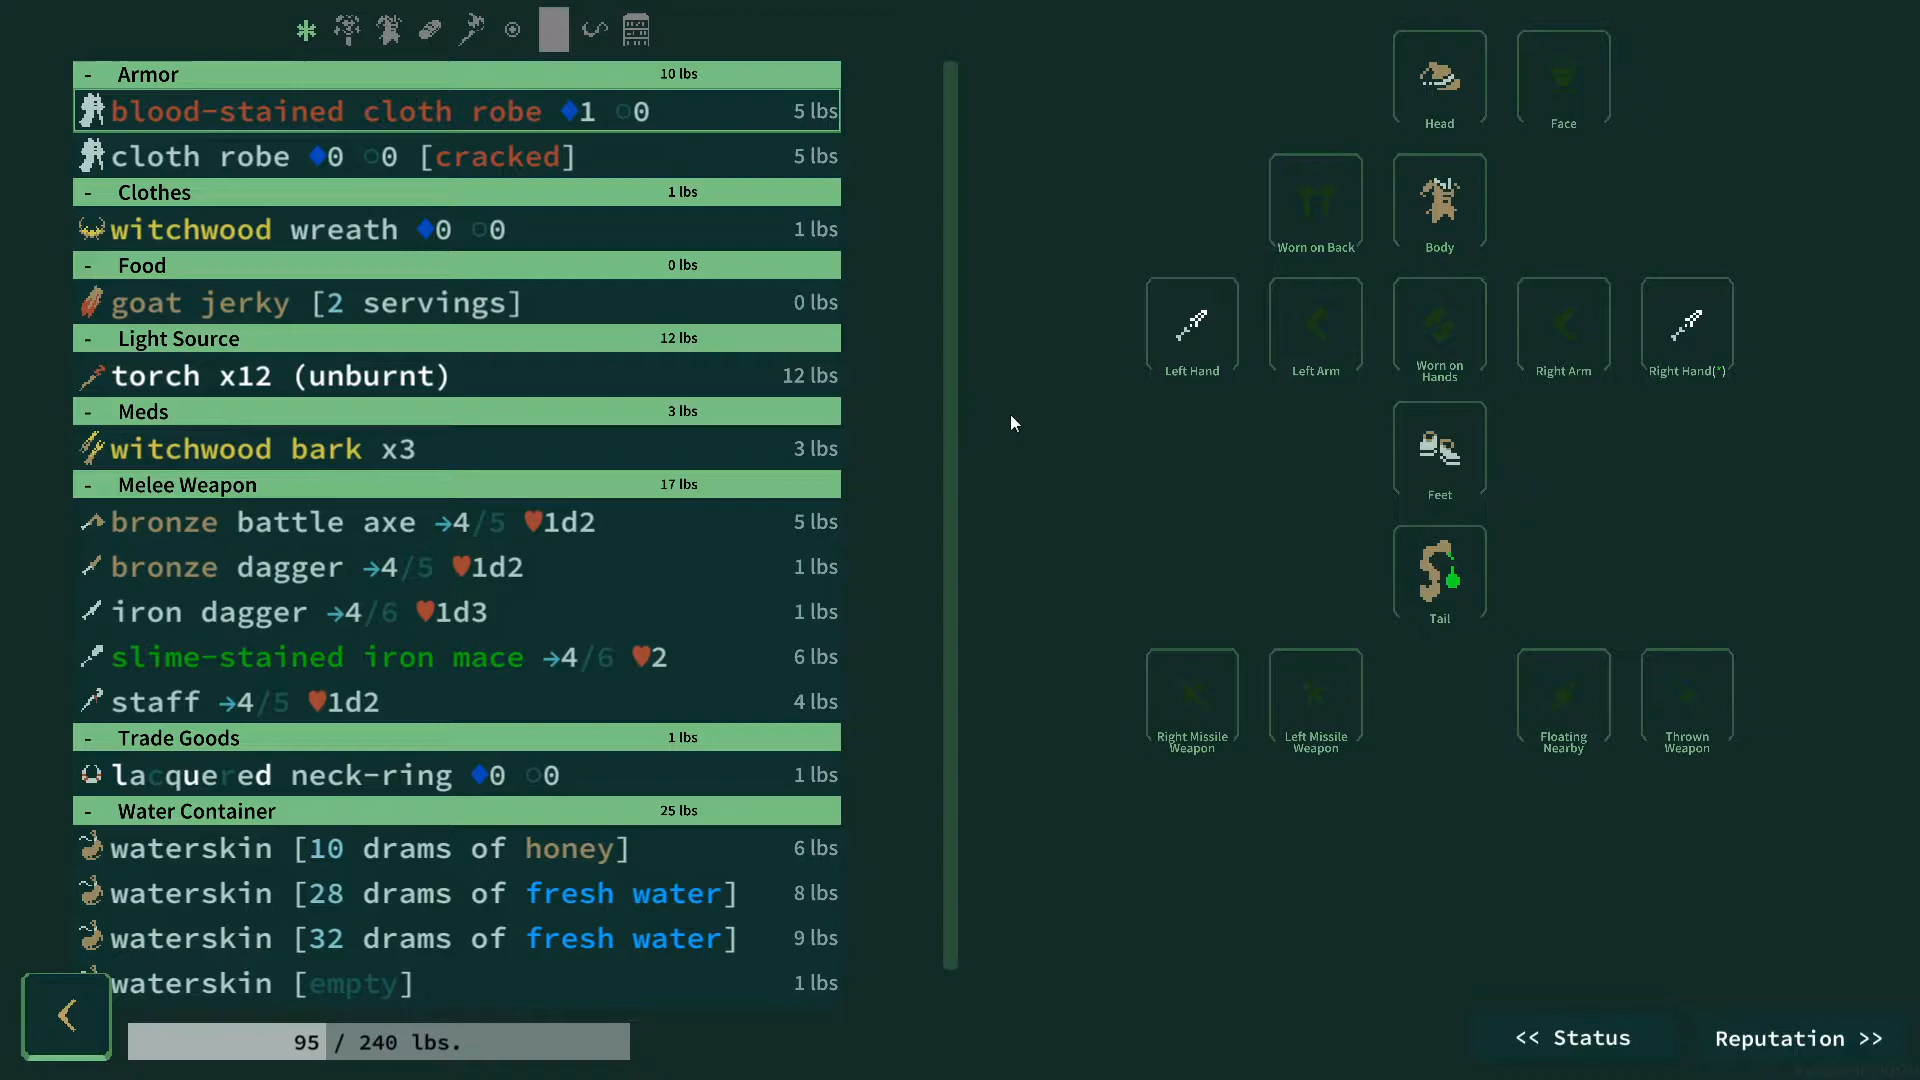 - Armor 10 lbs
blood-stained cloth robe ♦1 ○0 5 lbs
cloth robe ♦0 ○0 [cracked] 5 lbs
- Clothes 1 lbs
witchwood wreath ♦0 ○0 1 lbs
- Food 0 lbs
goat jerky [2 servings] 0 lbs
- Light Source 12 lbs
torch x12 (unburnt) 12 lbs
- Meds 3 lbs
witchwood bark x3 3 lbs
- Melee Weapon 17 lbs
bronze battle axe →4/5 ♥1d2 5 lbs
bronze dagger →4/5 ♥1d2 1 lbs
iron dagger →4/6 ♥1d3 1 lbs
slime-stained iron mace →4/6 ♥2 6 lbs
staff →4/5 ♥1d2 4 lbs
- Trade Goods 1 lbs
lacquered neck-ring ♦0 ○0 1 lbs
- Water Container 25 lbs
waterskin [10 drams of honey] 6 lbs
waterskin [28 drams of fresh water] 8 lbs
waterskin [32 drams of fresh water] 9 lbs
waterskin [empty] 1 lbs
95 / 240 lbs.
Head
Face
Worn on Back
Body
Left Hand
Left Arm
Worn on
Hands
Right Arm
Right Hand(*)
Feet
Tail
Right Missile
Weapon
Left Missile
Weapon
Floating
Nearby
Thrown
Weapon
<< Status
Reputation >>